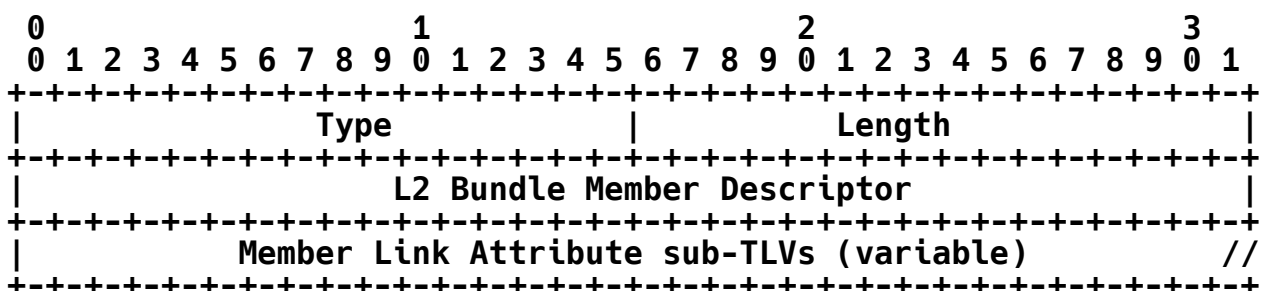 0                   1                   2                   3
 0 1 2 3 4 5 6 7 8 9 0 1 2 3 4 5 6 7 8 9 0 1 2 3 4 5 6 7 8 9 0 1
+-+-+-+-+-+-+-+-+-+-+-+-+-+-+-+-+-+-+-+-+-+-+-+-+-+-+-+-+-+-+-+-+
|               Type            |          Length               |
+-+-+-+-+-+-+-+-+-+-+-+-+-+-+-+-+-+-+-+-+-+-+-+-+-+-+-+-+-+-+-+-+
|                   L2 Bundle Member Descriptor                 |
+-+-+-+-+-+-+-+-+-+-+-+-+-+-+-+-+-+-+-+-+-+-+-+-+-+-+-+-+-+-+-+-+
|           Member Link Attribute sub-TLVs (variable)          //
+-+-+-+-+-+-+-+-+-+-+-+-+-+-+-+-+-+-+-+-+-+-+-+-+-+-+-+-+-+-+-+-+